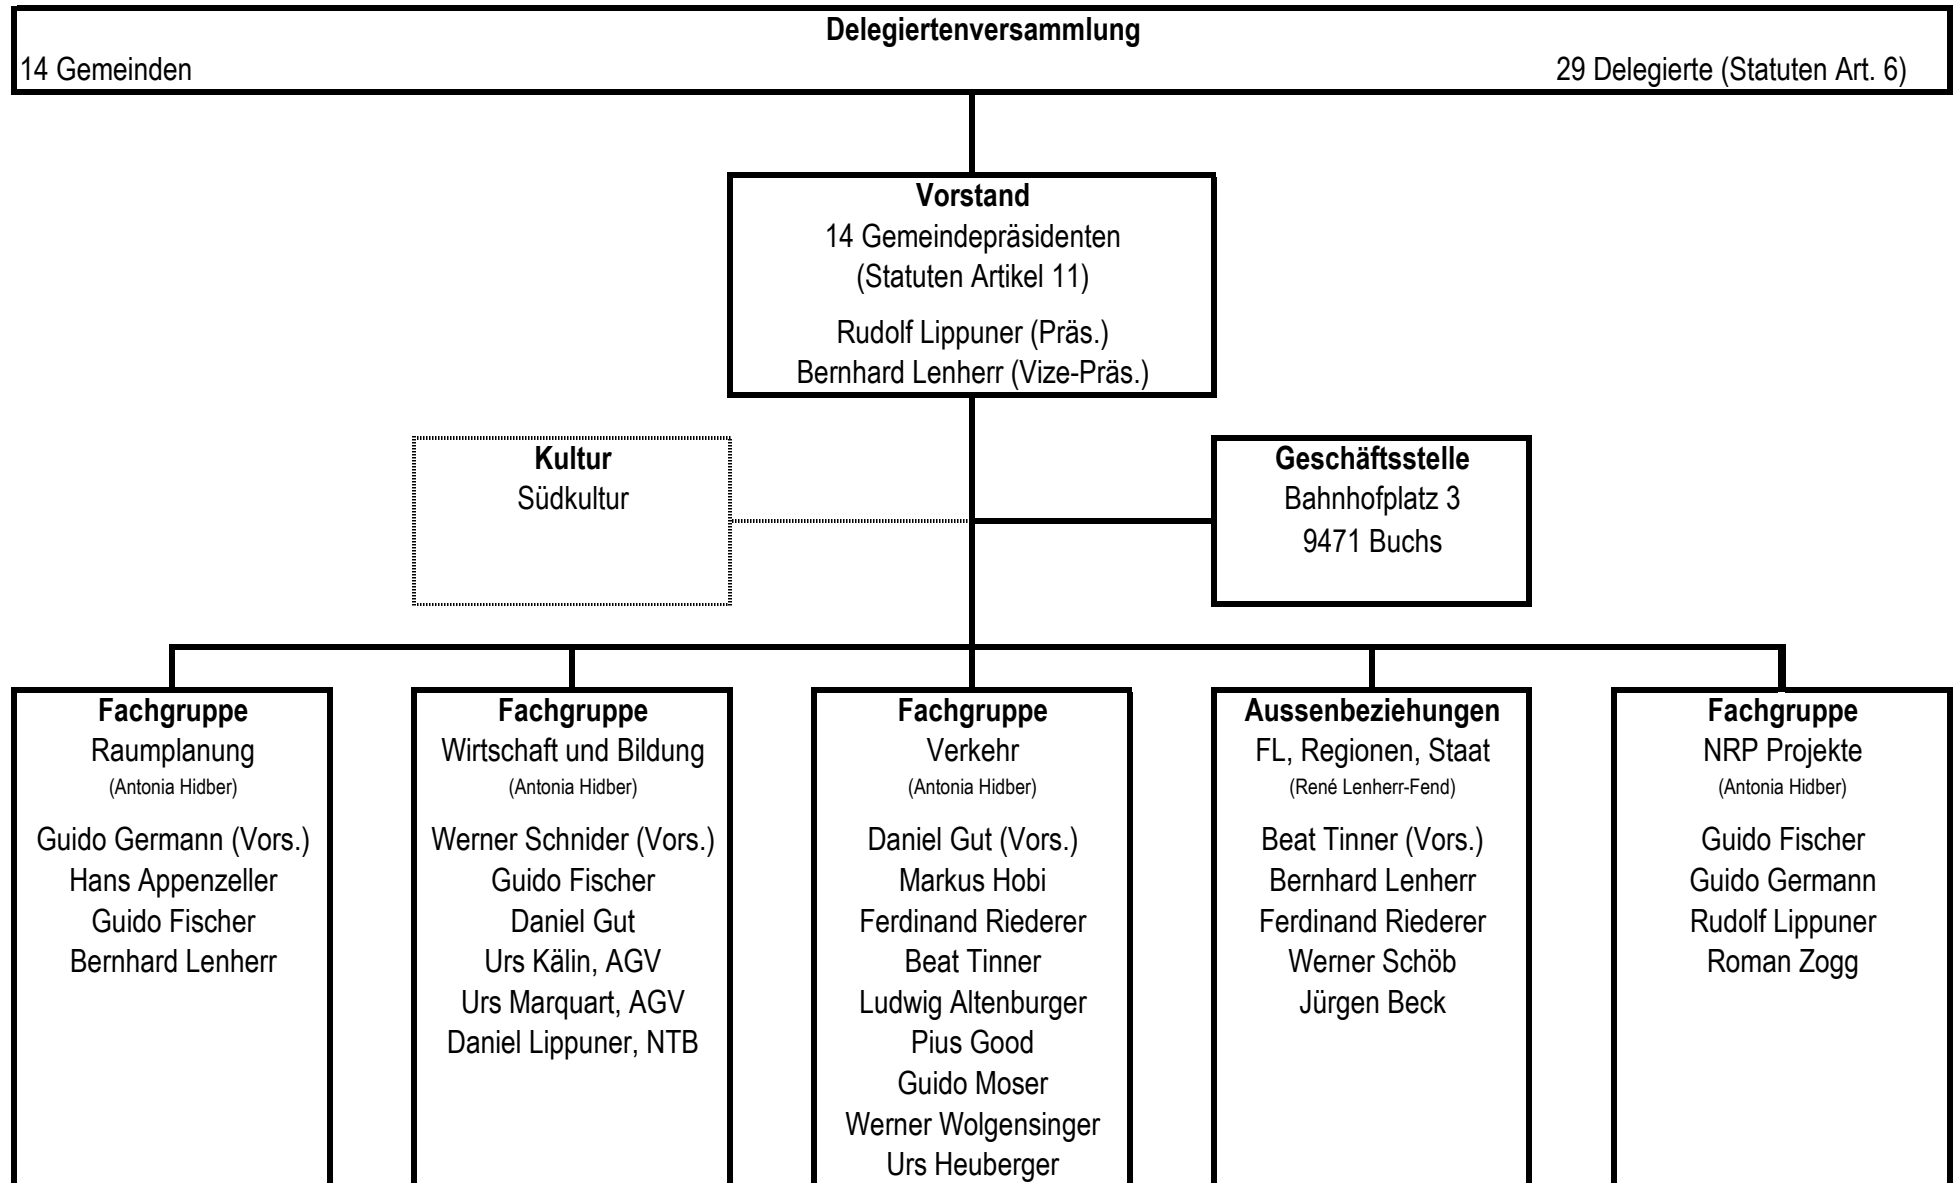 Delegiertenversammlung
14 Gemeinden
29 Delegierte (Statuten Art. 6)
Vorstand
14 Gemeindepräsidenten
(Statuten Artikel 11)
Rudolf Lippuner (Präs.)
Bernhard Lenherr (Vize-Präs.)
Kultur
Südkultur
Geschäftsstelle
Bahnhofplatz 3
9471 Buchs
Fachgruppe
Raumplanung
(Antonia Hidber)
Guido Germann (Vors.)
Hans Appenzeller
Guido Fischer
Bernhard Lenherr
Fachgruppe
Wirtschaft und Bildung
(Antonia Hidber)
Werner Schnider (Vors.)
Guido Fischer
Daniel Gut
Urs Kälin, AGV
Urs Marquart, AGV
Daniel Lippuner, NTB
Fachgruppe
Verkehr
(Antonia Hidber)
Daniel Gut (Vors.)
Markus Hobi
Ferdinand Riederer
Beat Tinner
Ludwig Altenburger
Pius Good
Guido Moser
Werner Wolgensinger
Urs Heuberger
Aussenbeziehungen
FL, Regionen, Staat
(René Lenherr-Fend)
Beat Tinner (Vors.)
Bernhard Lenherr
Ferdinand Riederer
Werner Schöb
Jürgen Beck
Fachgruppe
NRP Projekte
(Antonia Hidber)
Guido Fischer
Guido Germann
Rudolf Lippuner
Roman Zogg